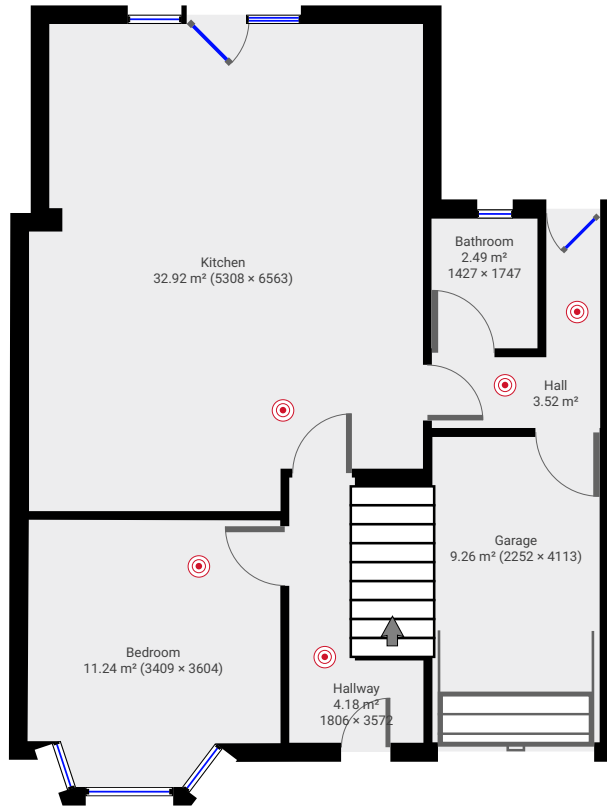 Kitchen
32.92 m² (5308 × 6563)
Bathroom
2.49 m²
1427 × 1747
Hall
3.52 m²
Garage
9.26 m² (2252 × 4113)
Bedroom
11.24 m² (3409 × 3604)
Hallway
4.18 m²
1806 × 3572